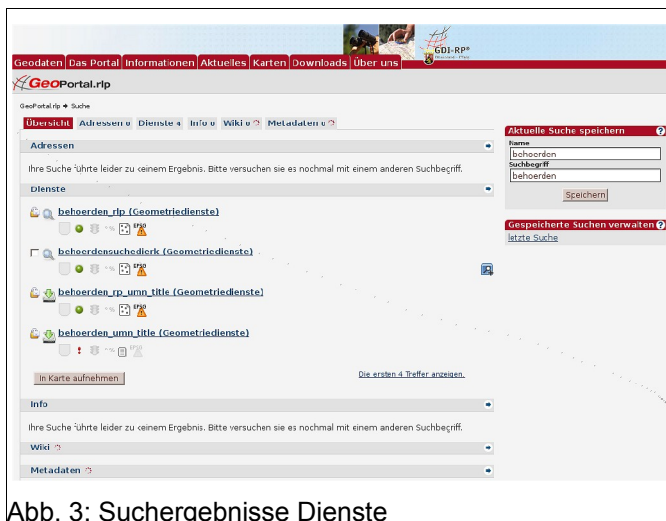 GDI-RP®
Rheinland-Pfalz
Geodaten Das Portal Informationen Aktuelles Karten Downloads Über uns
GeoPortal.rlp
GeoPortal.rlp → Suche
Übersicht Adressen 0 Dienste 4 Info 0 Wiki 0 Metadaten 0
Adressen
Ihre Suche führte leider zu keinem Ergebnis. Bitte versuchen sie es nochmal mit einem anderen Suchbegriff.
Dienste
behoerden_rlp (Geometriedienste)
EPSG
behoerdensuchedierk (Geometriedienste)
EPSG
behoerden_rp_umn_title (Geometriedienste)
EPSG
behoerden_umn_title (Geometriedienste)
In Karte aufnehmen
Die ersten 4 Treffer anzeigen.
Info
Ihre Suche führte leider zu keinem Ergebnis. Bitte versuchen sie es nochmal mit einem anderen Suchbegriff.
Wiki
Metadaten
Aktuelle Suche speichern ?
Name
behoerden
Suchbegriff
behoerden
Speichern
Gespeicherte Suchen verwalten ?
letzte Suche
Abb. 3: Suchergebnisse Dienste